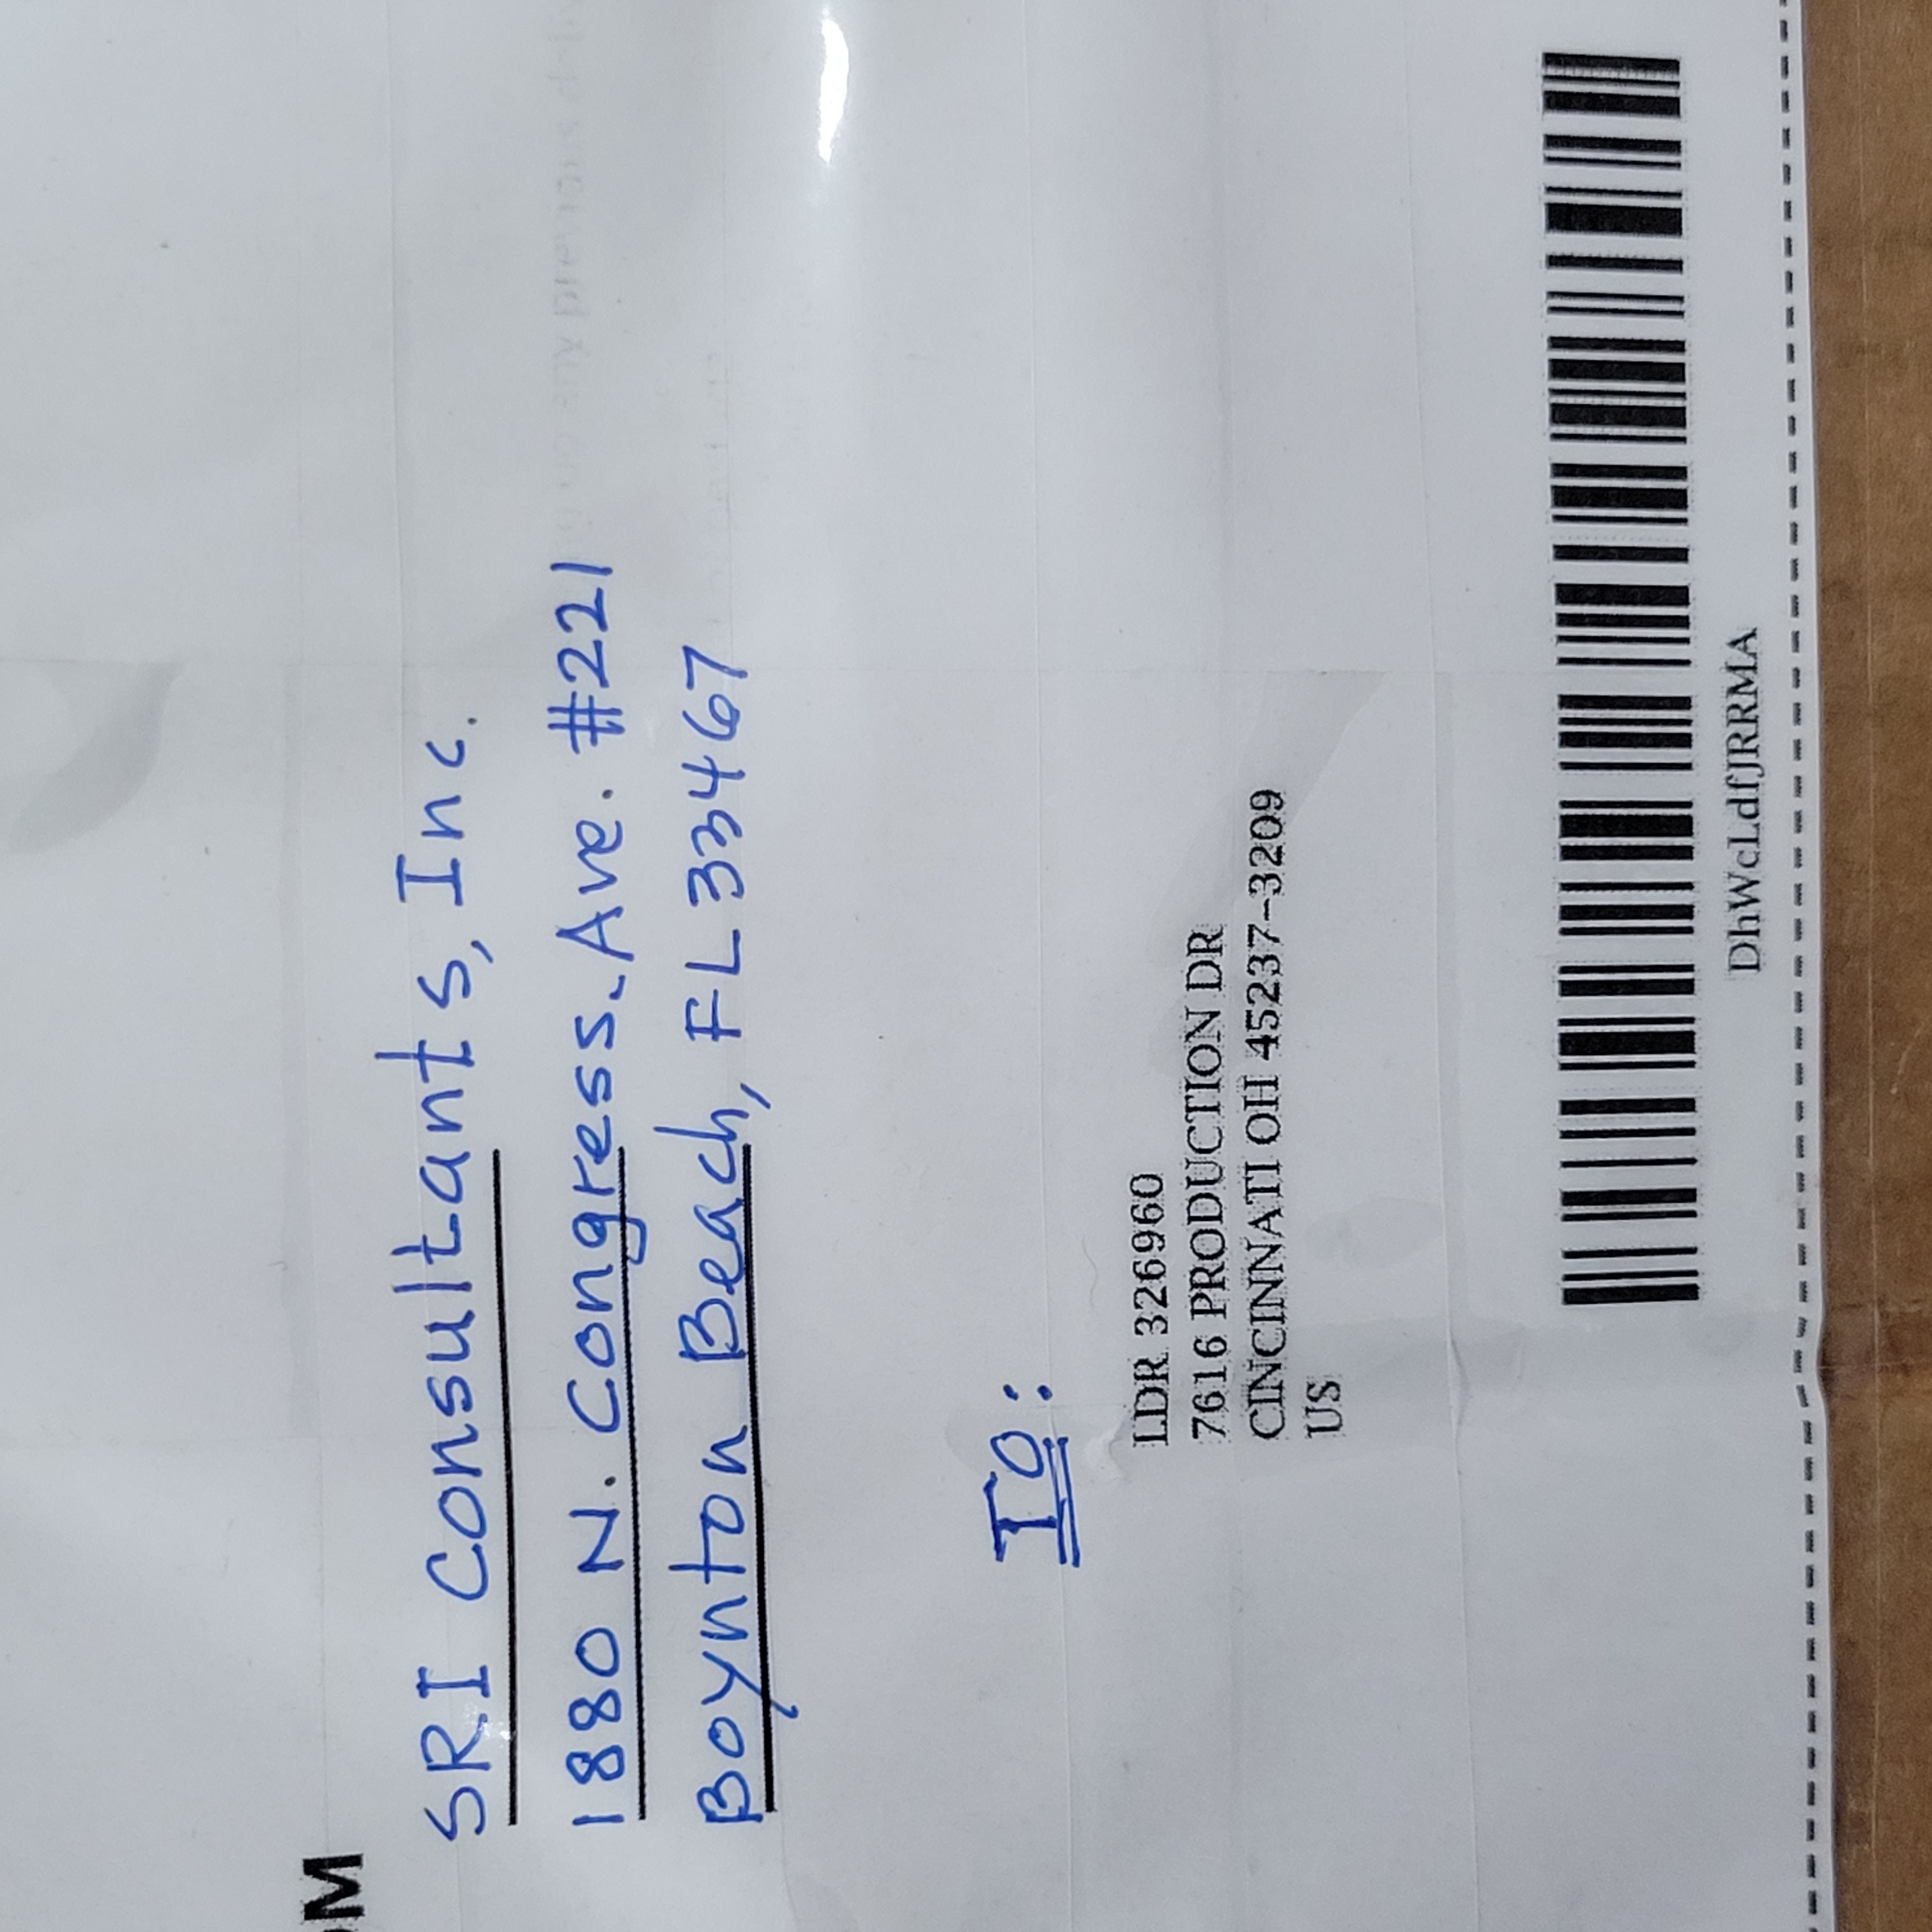 SRI Consultants, Inc.
1880 N. Congress Ave. #221
Boynton Beach, FL 33467
To:
LDR 326960
7616 PRODUCTION DR
CINCINNATI OH 45237-3209
US
DhWcLdfJRRMA